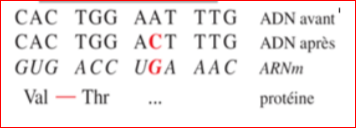 CAC TGG AAT TTG ADN avant
CAC TGG ACT TTG ADN après
GUG ACC UGA AAC ARNm
Val — Thr ... protéine